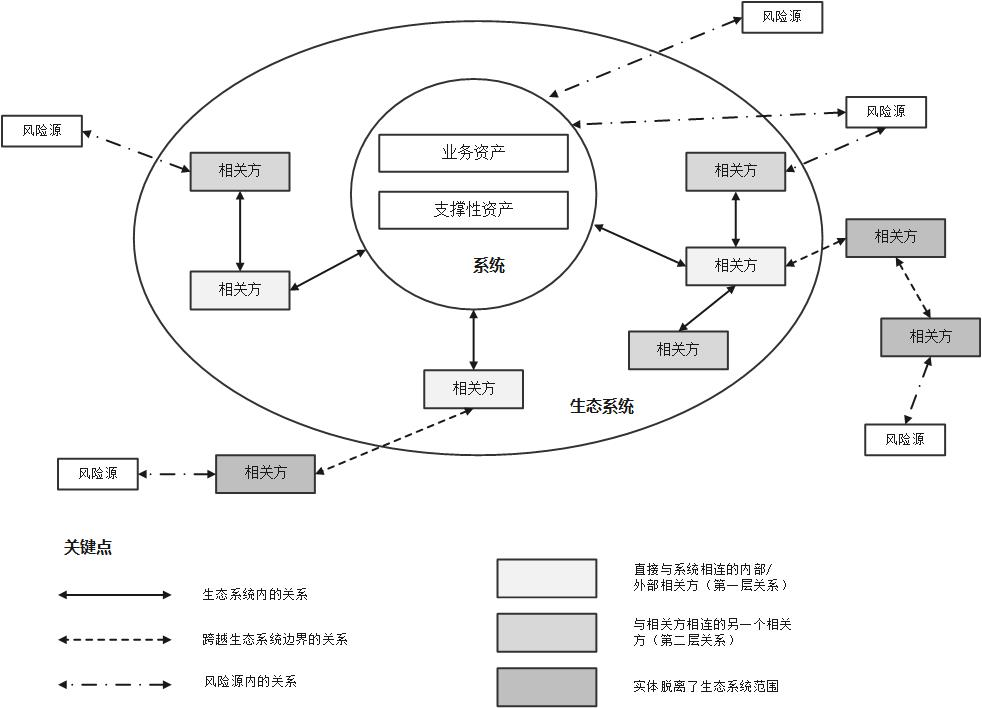 风险源
风险源
风险源
业务资产
相关方
相关方
支撑性资产
相关方
系统
相关方
相关方
相关方
相关方
相关方
相关方
生态系统
风险源
风险源
相关方
关键点
生态系统内的关系
跨越生态系统边界的关系
风险源内的关系
直接与系统相连的内部/
外部相关方（第一层关系）
与相关方相连的另一个相关
方（第二层关系）
实体脱离了生态系统范围